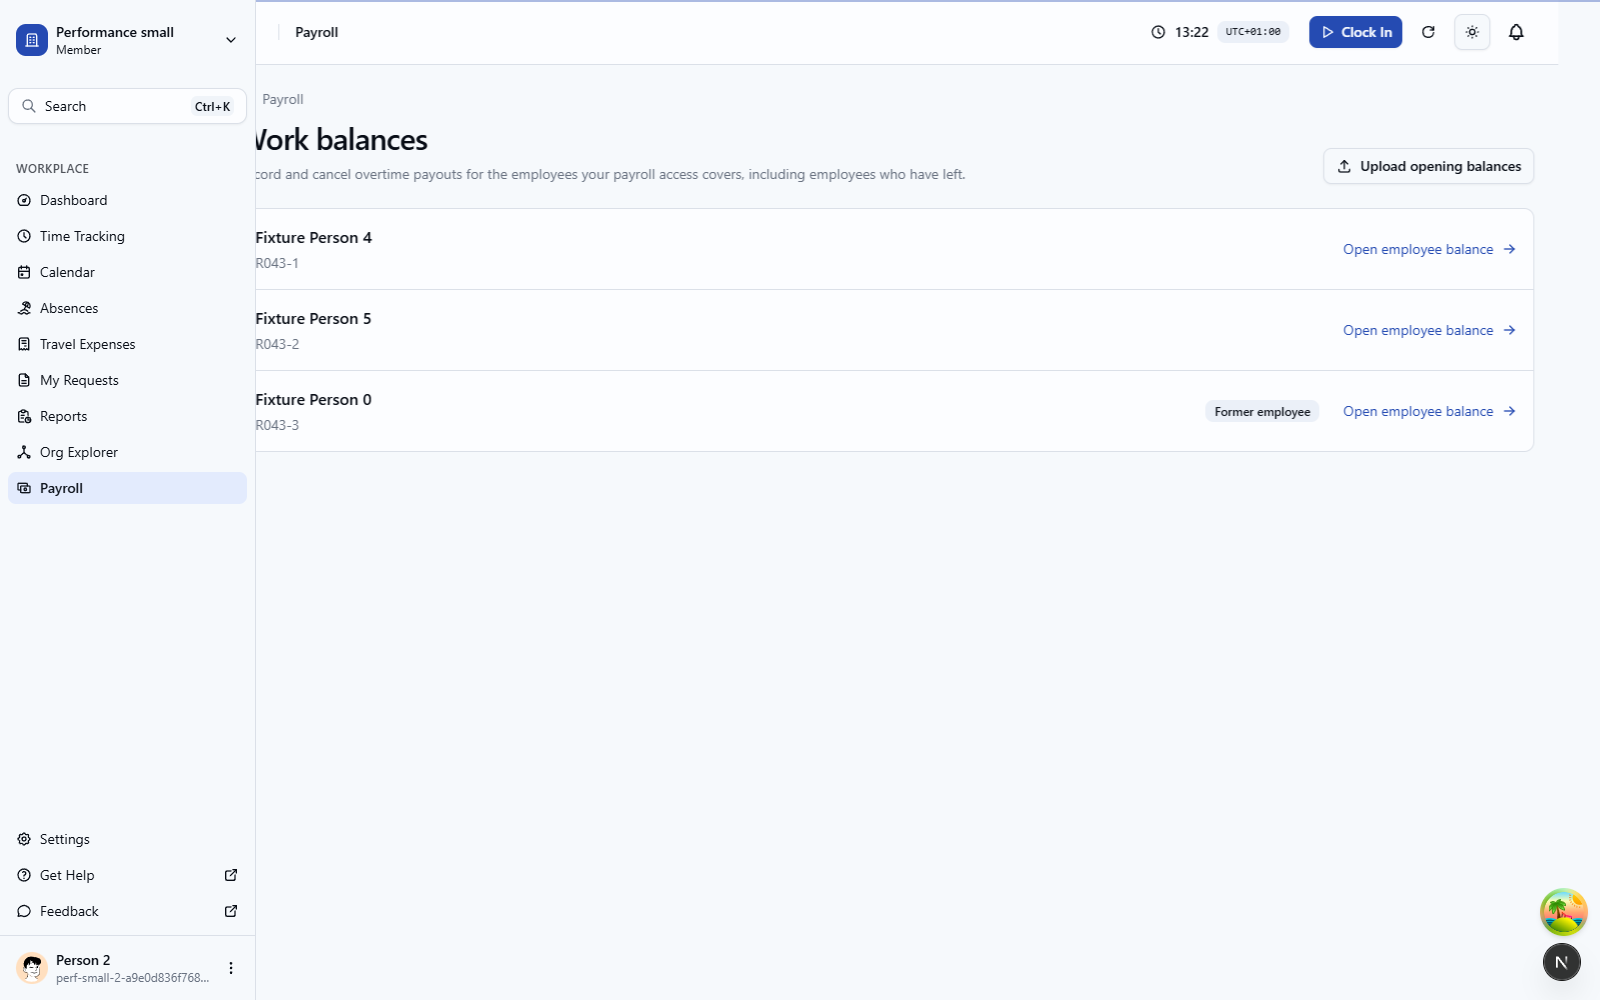 Performance small
Member
Search Ctrl+K
WORKPLACE
Dashboard
Time Tracking
Calendar
Absences
Travel Expenses
My Requests
Reports
Org Explorer
Payroll
Settings
Get Help
Feedback
Person 2
perf-small-2-a9e0d836f768...
Payroll
13:22 UTC+01:00 Clock In
Payroll
Work balances
cord and cancel overtime payouts for the employees your payroll access covers, including employees who have left.
Upload opening balances
Fixture Person 4
R043-1
Open employee balance
Fixture Person 5
R043-2
Open employee balance
Fixture Person 0
R043-3
Former employee Open employee balance
N